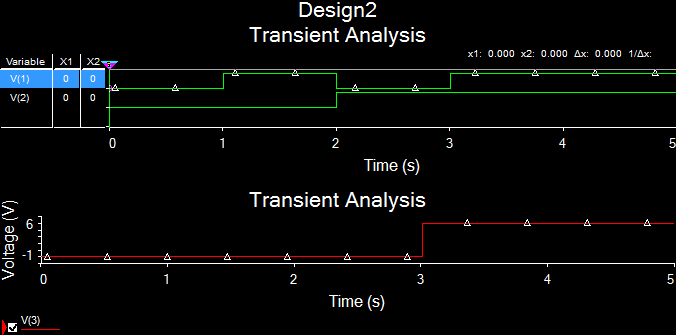 Design2
Transient Analysis
x1: 0.000 x2: 0.000 Δx: 0.000 1/Δx:
Variable X1 X2
V(1) 0 0
V(2) 0 0
0 1 2 3 4 5
Time (s)
Transient Analysis
Voltage (V)
6
-1
0 1 2 3 4 5
Time (s)
V(3)